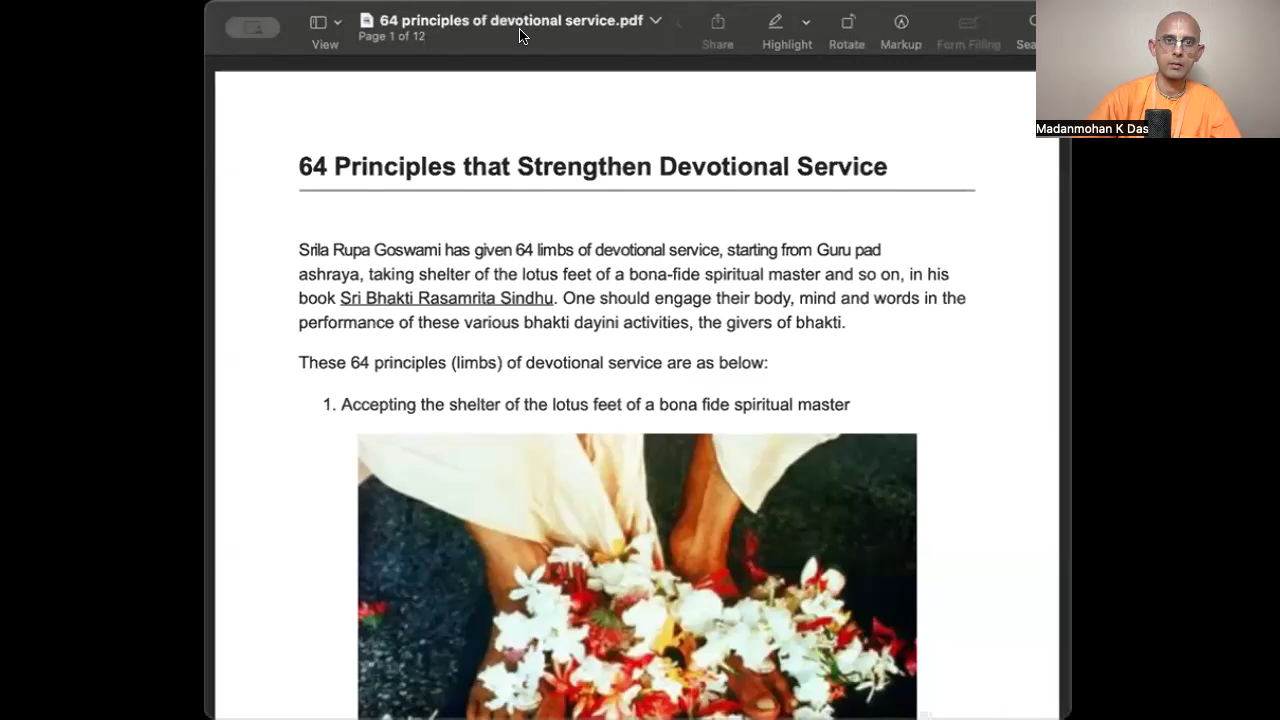 64 principles of devotional service.pdf
Page 1 of 12
View
Share
Highlight
Rotate
Markup
Form Filling
Madanmohan K Das
64 Principles that Strengthen Devotional Service
Srila Rupa Goswami has given 64 limbs of devotional service, starting from Guru pad
ashraya, taking shelter of the lotus feet of a bona-fide spiritual master and so on, in his
book Sri Bhakti Rasamrita Sindhu. One should engage their body, mind and words in the
performance of these various bhakti dayini activities, the givers of bhakti.
These 64 principles (limbs) of devotional service are as below:
1. Accepting the shelter of the lotus feet of a bona fide spiritual master